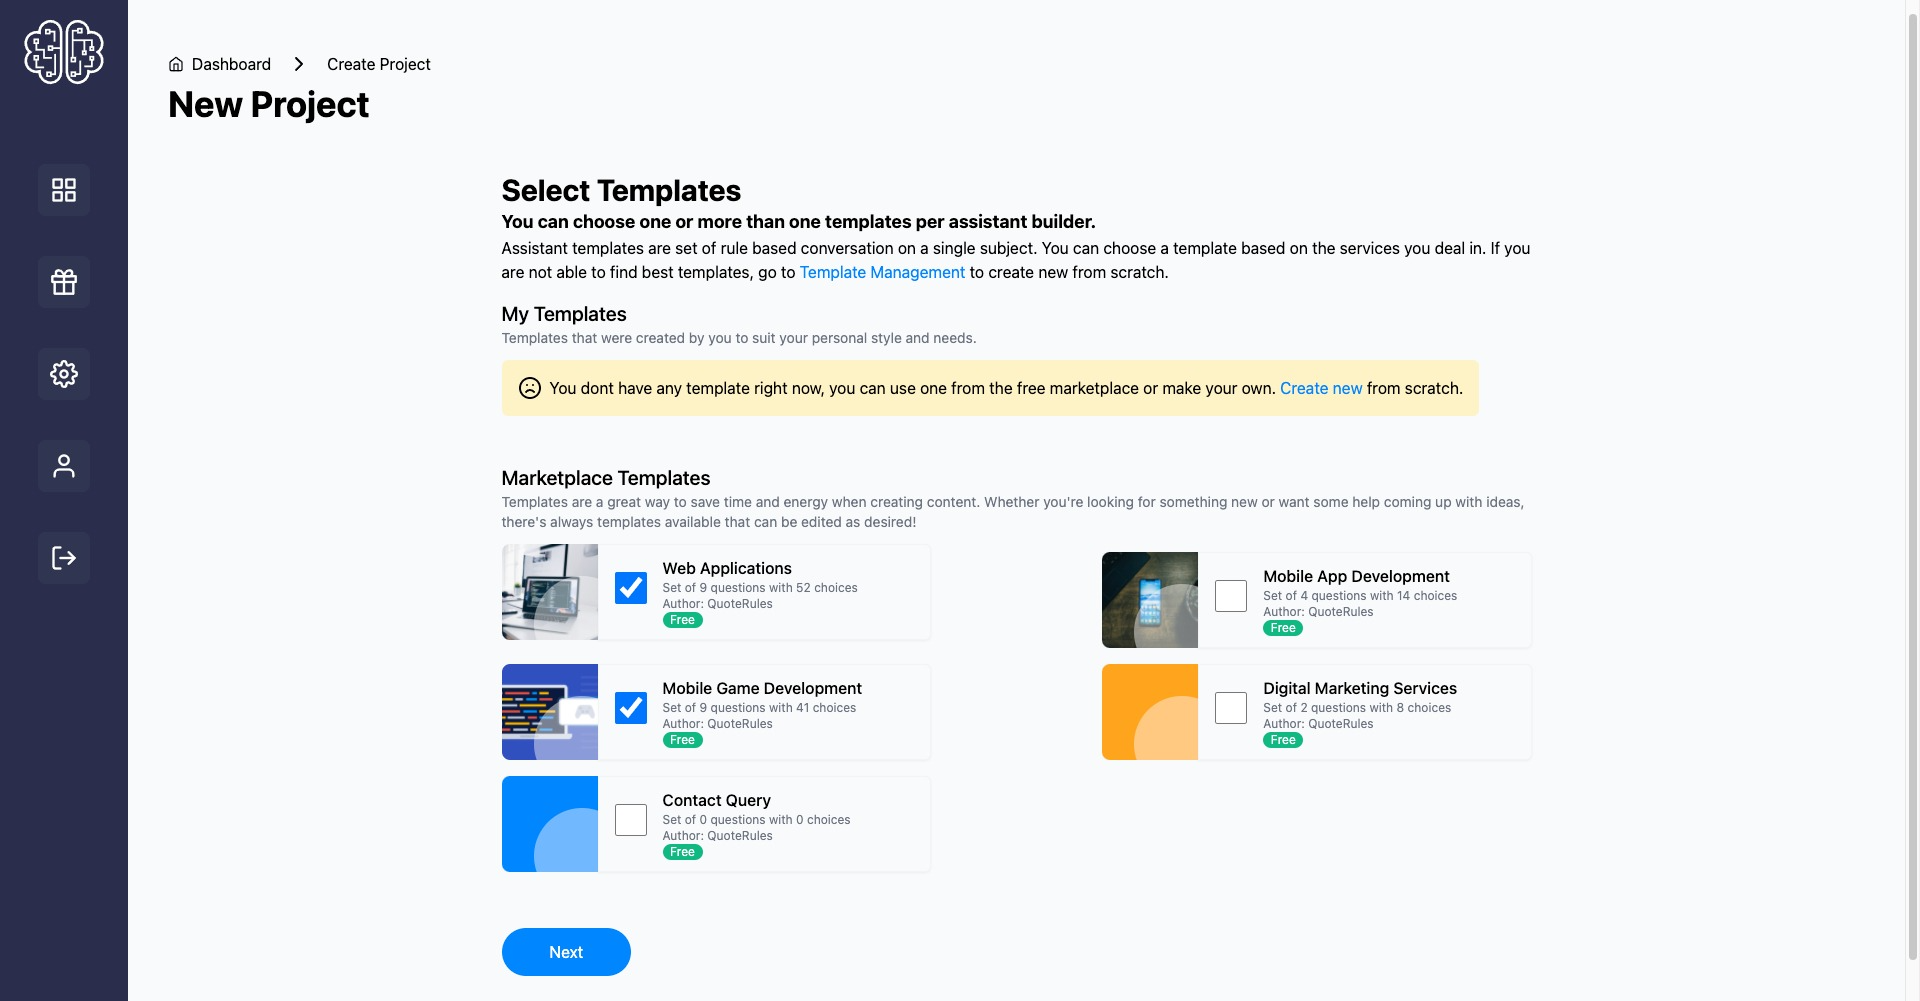 Dashboard
Create Project
New Project
Select Templates
You can choose one or more than one templates per assistant builder.
Assistant templates are set of rule based conversation on a single subject. You can choose a template based on the services you deal in. If you
are not able to find best templates, go to Template Management to create new from scratch.
My Templates
Templates that were created by you to suit your personal style and needs.
You dont have any template right now, you can use one from the free marketplace or make your own. Create new from scratch.
Marketplace Templates
Templates are a great way to save time and energy when creating content. Whether you're looking for something new or want some help coming up with ideas,
there's always templates available that can be edited as desired!
Web Applications
Set of 9 questions with 52 choices
Author: QuoteRules
Free
Mobile App Development
Set of 4 questions with 14 choices
Author: QuoteRules
Free
Mobile Game Development
Set of 9 questions with 41 choices
Author: QuoteRules
Free
Digital Marketing Services
Set of 2 questions with 8 choices
Author: QuoteRules
Free
Contact Query
Set of 0 questions with 0 choices
Author: QuoteRules
Free
Next